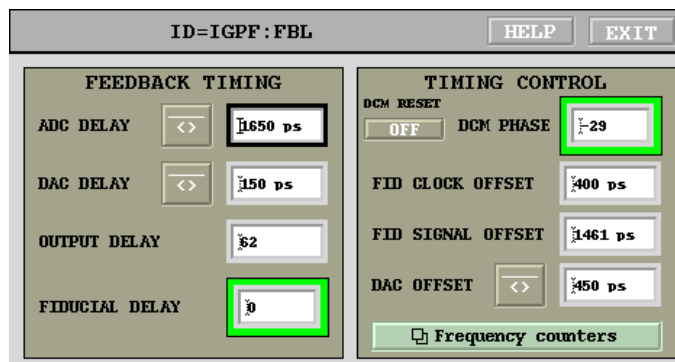 ID=IGPF:FBL
HELP
EXIT
FEEDBACK TIMING
ADC DELAY
<>
1650 ps
DAC DELAY
<>
150 ps
OUTPUT DELAY
62
FIDUCIAL DELAY
0
TIMING CONTROL
DCM RESET
OFF
DCM PHASE
-29
FID CLOCK OFFSET
400 ps
FID SIGNAL OFFSET
1461 ps
DAC OFFSET
<>
450 ps
Frequency counters